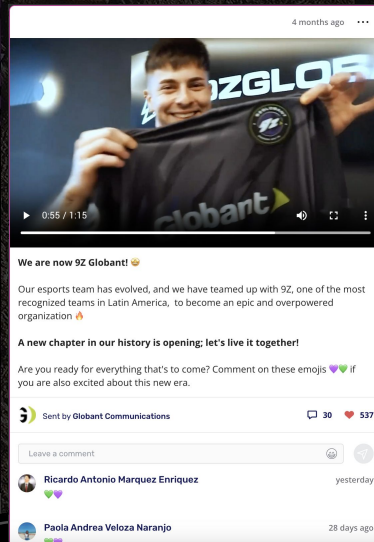 4 months ago
9ZGLOB
9Z
Globant
0:55 / 1:15
We are now 9Z Globant! 🤩
Our esports team has evolved, and we have teamed up with 9Z, one of the most
recognized teams in Latin America, to become an epic and overpowered
organization 🔥
A new chapter in our history is opening; let's live it together!
Are you ready for everything that's to come? Comment on these emojis 💜💚 if
you are also excited about this new era.
Sent by Globant Communications
30
537
Leave a comment
Ricardo Antonio Marquez Enriquez
yesterday
💚💜
Paola Andrea Veloza Naranjo
28 days ago
💚💜